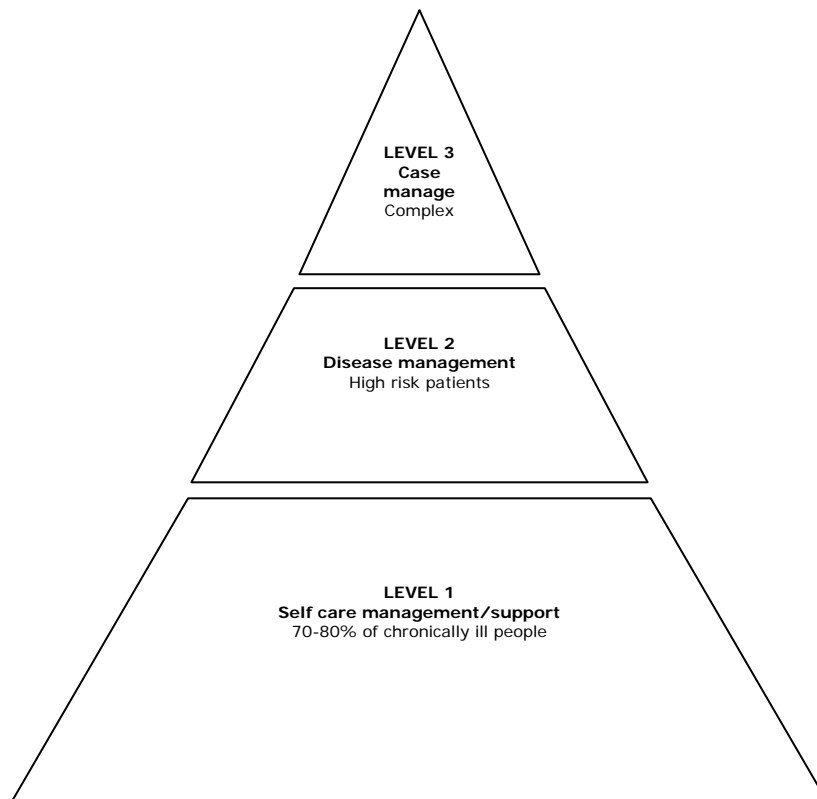 LEVEL 3
Case
manage
Complex
LEVEL 2
Disease management
High risk patients
LEVEL 1
Self care management/support
70-80% of chronically ill people